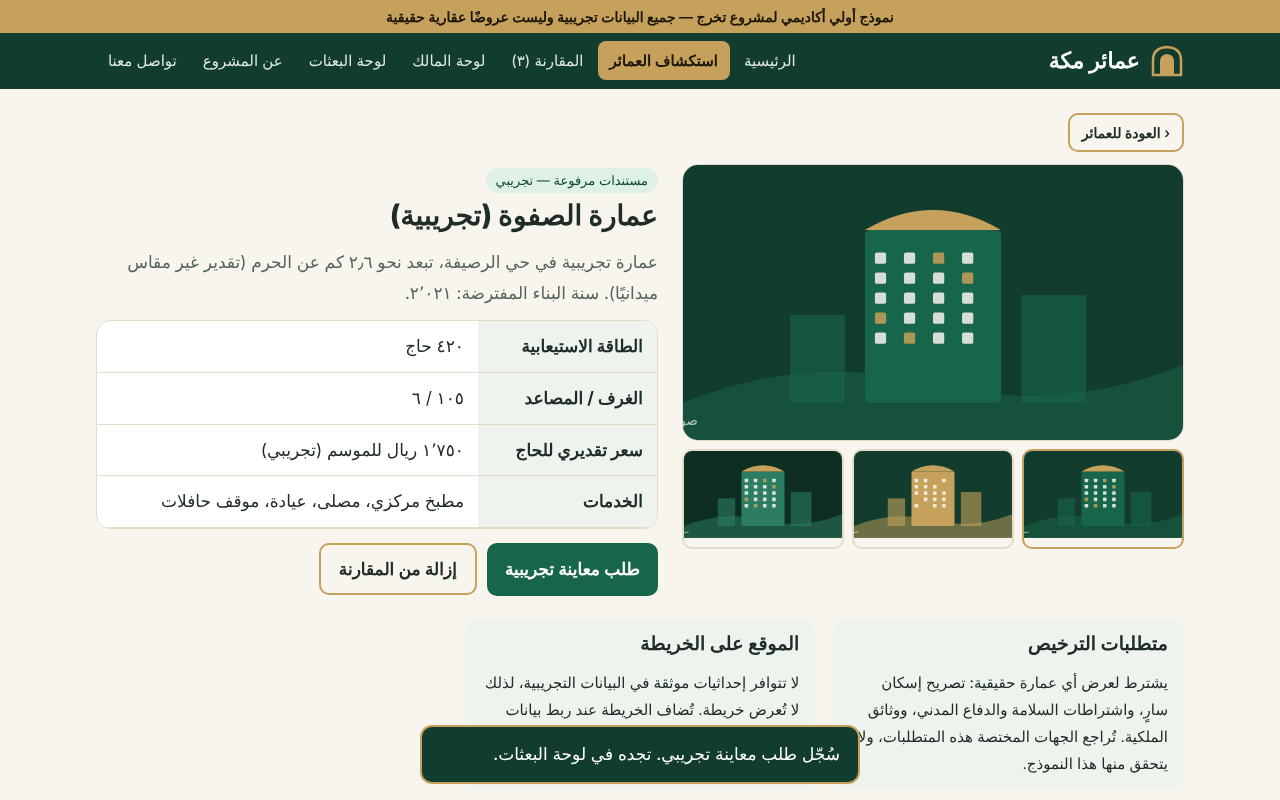 نموذج أولي أكاديمي لمشروع تخرج — جميع البيانات تجريبية وليست عروضًا عقارية حقيقية
عمائر مكة
الرئيسية
استكشاف العمائر
المقارنة (٣)
لوحة المالك
لوحة البعثات
عن المشروع
تواصل معنا
‹ العودة للعمائر
مستندات مرفوعة — تجريبي
عمارة الصفوة (تجريبية)
عمارة تجريبية في حي الرصيفة، تبعد نحو ٢٫٦ كم عن الحرم (تقدير غير مقاس
ميدانيًا). سنة البناء المفترضة: ٢٬٠٢١.
الطاقة الاستيعابية
٤٢٠ حاج
الغرف / المصاعد
١٠٥ / ٦
سعر تقديري للحاج
١٬٧٥٠ ريال للموسم (تجريبي)
الخدمات
مطبخ مركزي، مصلى، عيادة، موقف حافلات
طلب معاينة تجريبية
إزالة من المقارنة
متطلبات الترخيص
يشترط لعرض أي عمارة حقيقية: تصريح إسكان
سارٍ، واشتراطات السلامة والدفاع المدني، ووثائق
الملكية. تُراجع الجهات المختصة هذه المتطلبات، ولا
يتحقق منها هذا النموذج.
الموقع على الخريطة
لا تتوافر إحداثيات موثقة في البيانات التجريبية، لذلك
لا تُعرض خريطة. تُضاف الخريطة عند ربط بيانات
سُجّل طلب معاينة تجريبي. تجده في لوحة البعثات.